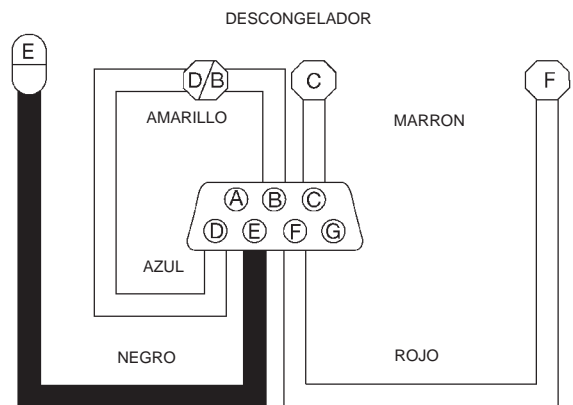 DESCONGELADOR
E
D/B
C
F
AMARILLO
MARRON
A B C
D E F G
AZUL
NEGRO
ROJO